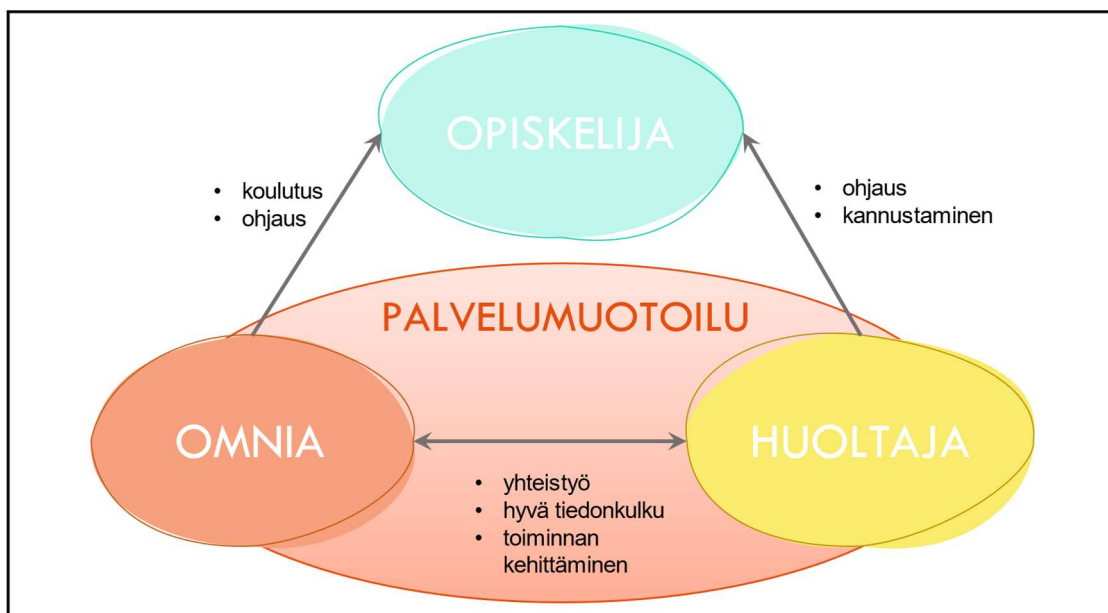 OPISKELIJA
• koulutus
• ohjaus
• ohjaus
• kannustaminen
PALVELUMUOTOILU
OMNIA
HUOLTAJA
• yhteistyö
• hyvä tiedonkulku
• toiminnan
kehittäminen